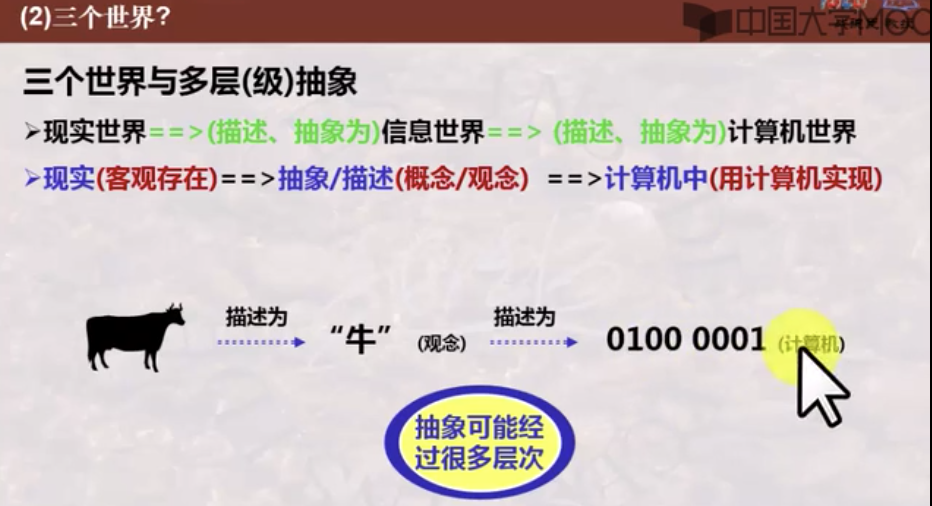 (2)三个世界?
中国大学MOOC
三个世界与多层(级)抽象
➢现实世界==>(描述、抽象为)信息世界==> (描述、抽象为)计算机世界
➢现实(客观存在)==>抽象/描述(概念/观念) ==>计算机中(用计算机实现)
描述为
描述为
“牛” (观念)
0100 0001 (计算机)
抽象可能经
过很多层次